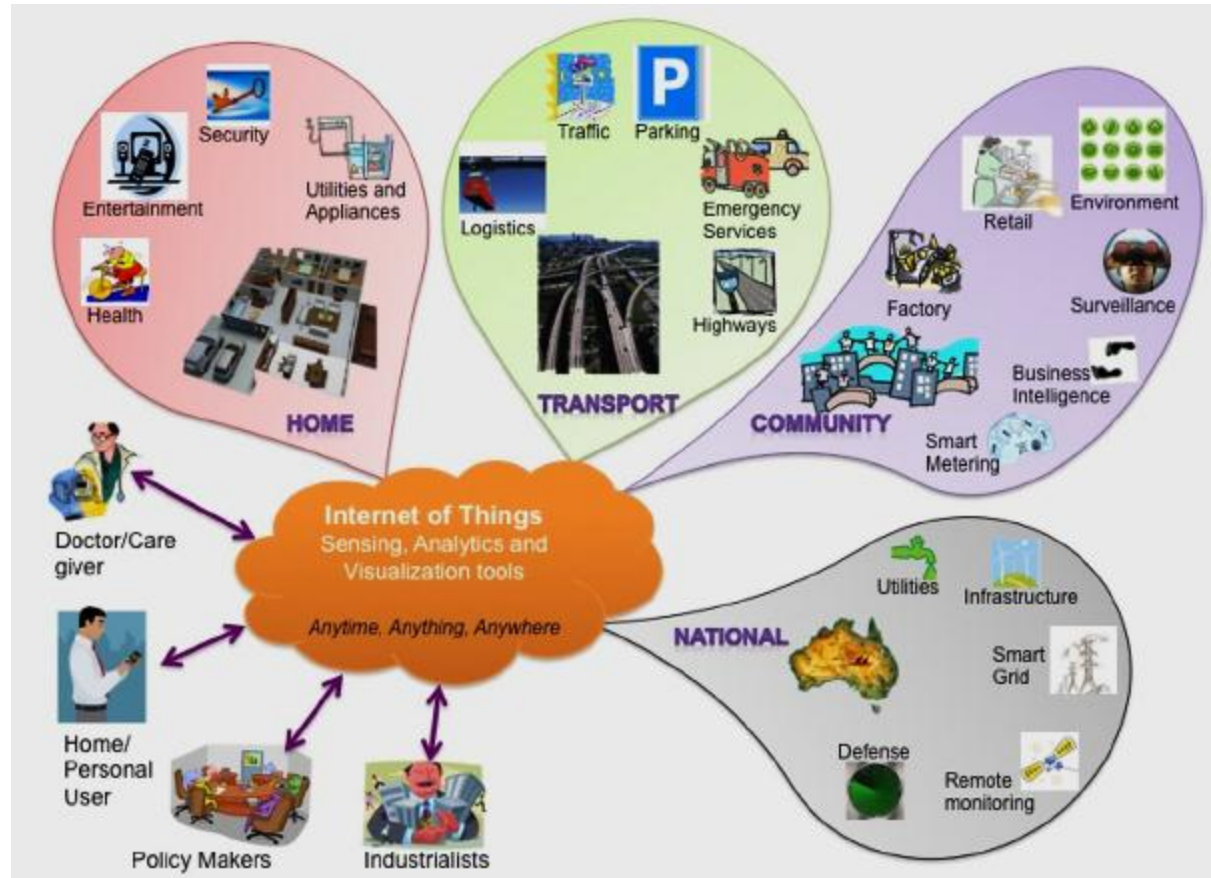 Security
Entertainment
Utilities and
Appliances
Health
HOME
Traffic
P
Parking
Logistics
Emergency
Services
Highways
TRANSPORT
Retail
Environment
Factory
Surveillance
Business
Intelligence
Smart
Metering
COMMUNITY
Internet of Things
Sensing, Analytics and
Visualization tools
Anytime, Anything, Anywhere
Utilities
Infrastructure
NATIONAL
Smart
Grid
Defense
Remote
monitoring
Doctor/Care
giver
Home/
Personal
User
Policy Makers
Industrialists